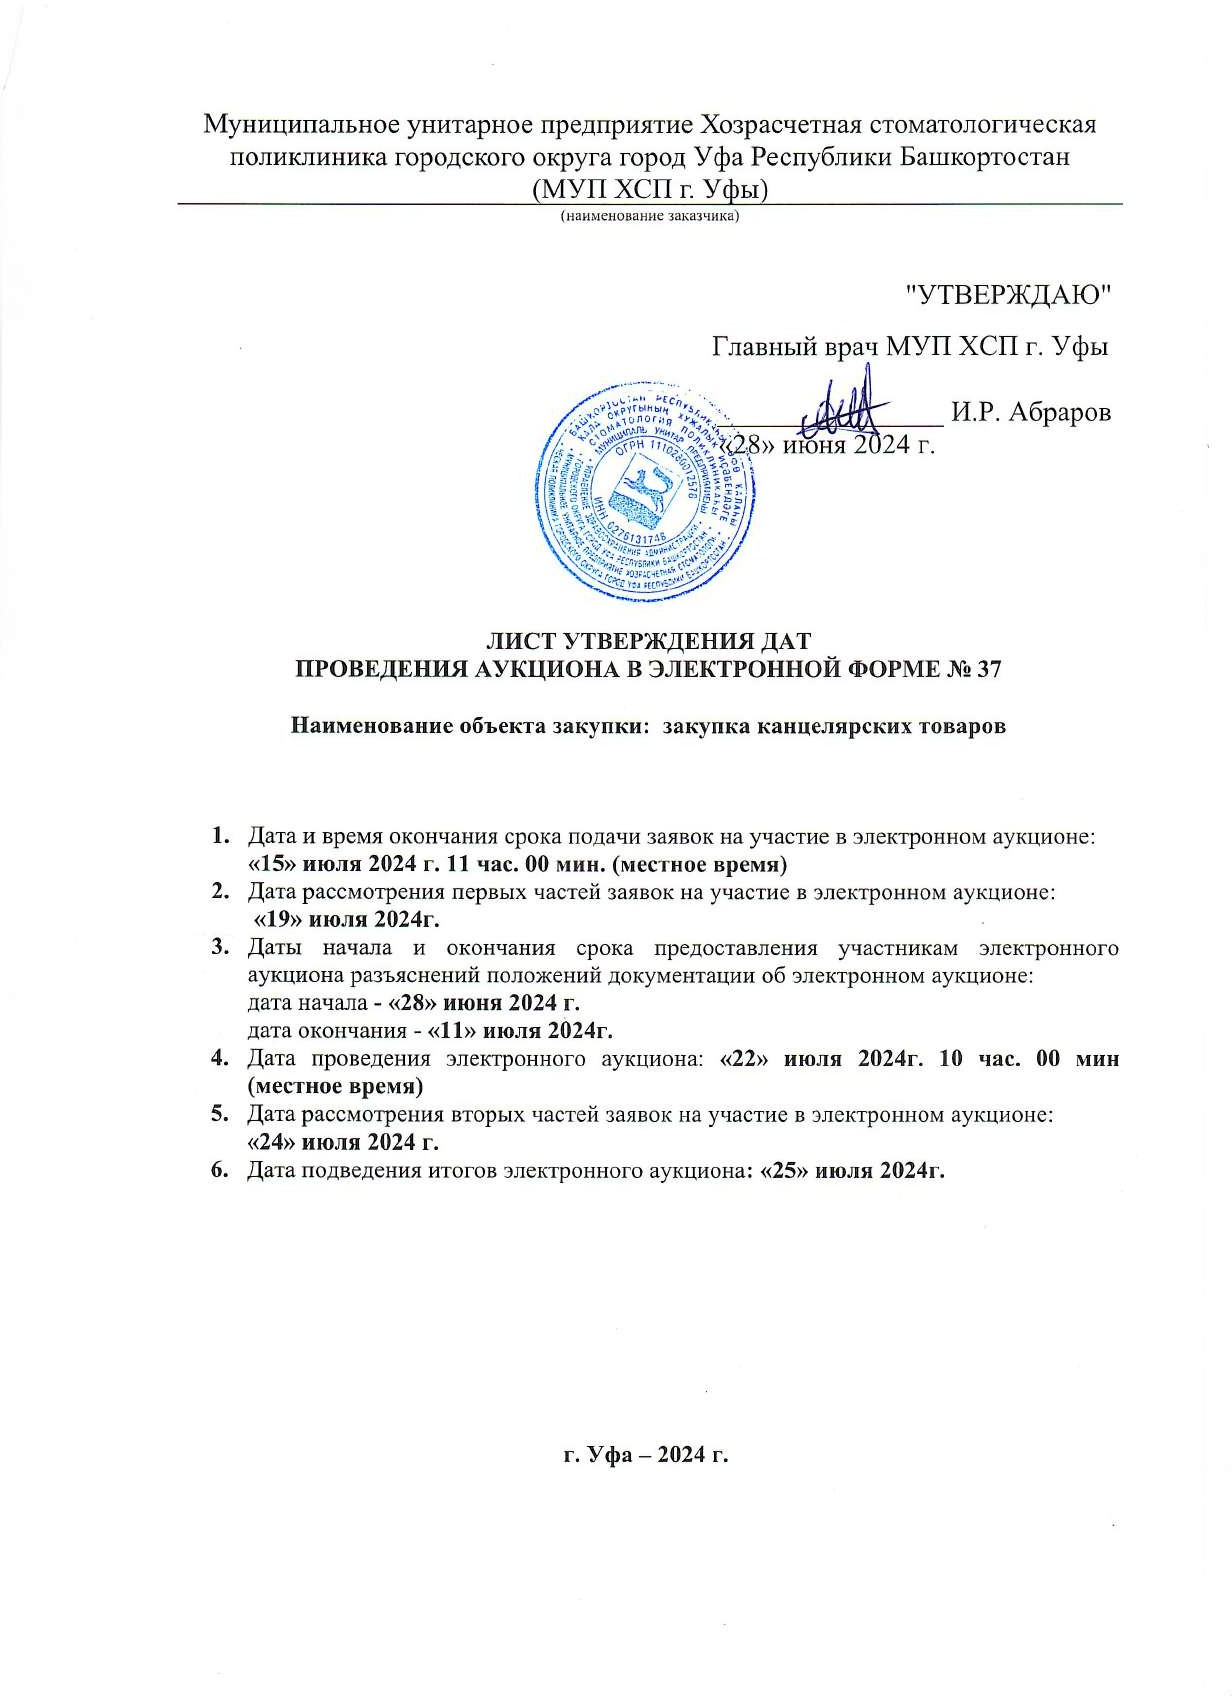 Муниципальное унитарное предприятие Хозрасчетная стоматологическая
поликлиника городского округа город Уфа Республики Башкортостан
(МУП ХСП г. Уфы)
(наименование заказчика)
"УТВЕРЖДАЮ"
Главный врач МУП ХСП г. Уфы
И.Р. Абраров
«28» июня 2024 г.
ОГРН 1110280012578
ИНН 0276131746
ЛИСТ УТВЕРЖДЕНИЯ ДАТ
ПРОВЕДЕНИЯ АУКЦИОНА В ЭЛЕКТРОННОЙ ФОРМЕ № 37
Наименование объекта закупки: закупка канцелярских товаров
1. Дата и время окончания срока подачи заявок на участие в электронном аукционе:
«15» июля 2024 г. 11 час. 00 мин. (местное время)
2. Дата рассмотрения первых частей заявок на участие в электронном аукционе:
«19» июля 2024г.
3. Даты начала и окончания срока предоставления участникам электронного
аукциона разъяснений положений документации об электронном аукционе:
дата начала - «28» июня 2024 г.
дата окончания - «11» июля 2024г.
4. Дата проведения электронного аукциона: «22» июля 2024г. 10 час. 00 мин
(местное время)
5. Дата рассмотрения вторых частей заявок на участие в электронном аукционе:
«24» июля 2024 г.
6. Дата подведения итогов электронного аукциона: «25» июля 2024г.
г. Уфа – 2024 г.